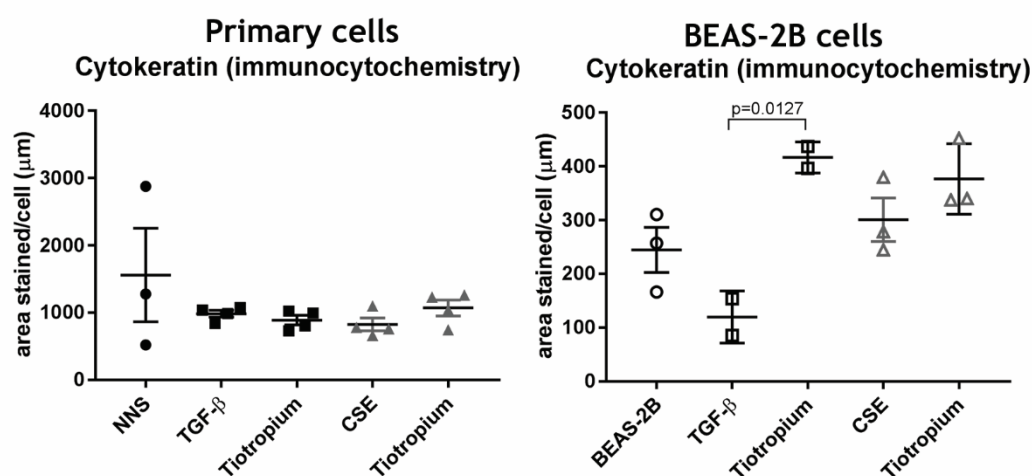 Primary cells
Cytokeratin (immunocytochemistry)
area stained/cell (μm)
4000
3000
2000
1000
0
NNS
TGF-β
Tiotropium
CSE
Tiotropium
BEAS-2B cells
Cytokeratin (immunocytochemistry)
area stained/cell (μm)
500
400
300
200
100
0
p=0.0127
BEAS-2B
TGF-β
Tiotropium
CSE
Tiotropium